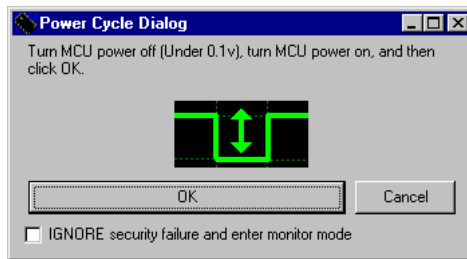 Power Cycle Dialog
Turn MCU power off (Under 0.1v), turn MCU power on, and then
click OK.
OK
Cancel
IGNORE security failure and enter monitor mode